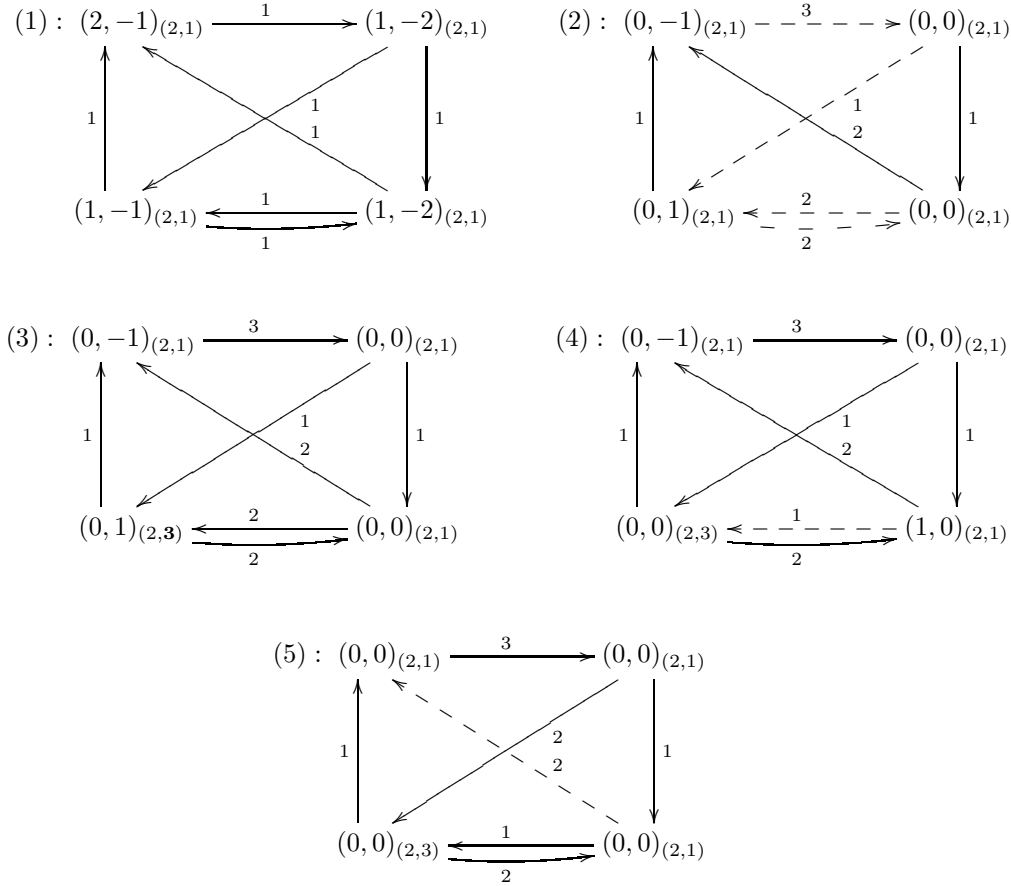 (1) : (2, −1)(2,1) 1 (1, −2)(2,1) (2) : (0, −1)(2,1) 3 (0, 0)(2,1)
1 1 1 1 1 1 2 1
(1, −1)(2,1) 1 (1, −2)(2,1) (0, 1)(2,1) 2 (0, 0)(2,1)
1 2
(3) : (0, −1)(2,1) 3 (0, 0)(2,1) (4) : (0, −1)(2,1) 3 (0, 0)(2,1)
1 1 2 1 1 1 2 1
(0, 1)(2,3) 2 (0, 0)(2,1) (0, 0)(2,3) 1 (1, 0)(2,1)
2 2
(5) : (0, 0)(2,1) 3 (0, 0)(2,1)
1 2 2 1
(0, 0)(2,3) 1 (0, 0)(2,1)
2